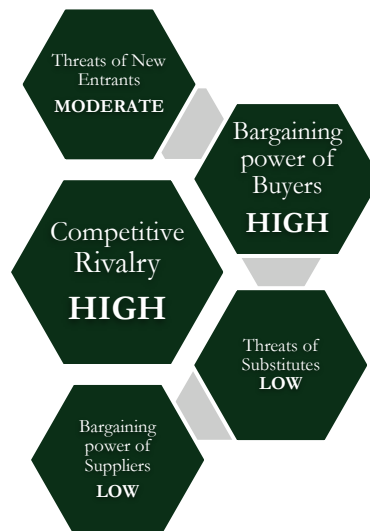 Threats of New
Entrants
MODERATE
Bargaining
power of
Buyers
HIGH
Competitive
Rivalry
HIGH
Threats of
Substitutes
LOW
Bargaining
power of
Suppliers
LOW